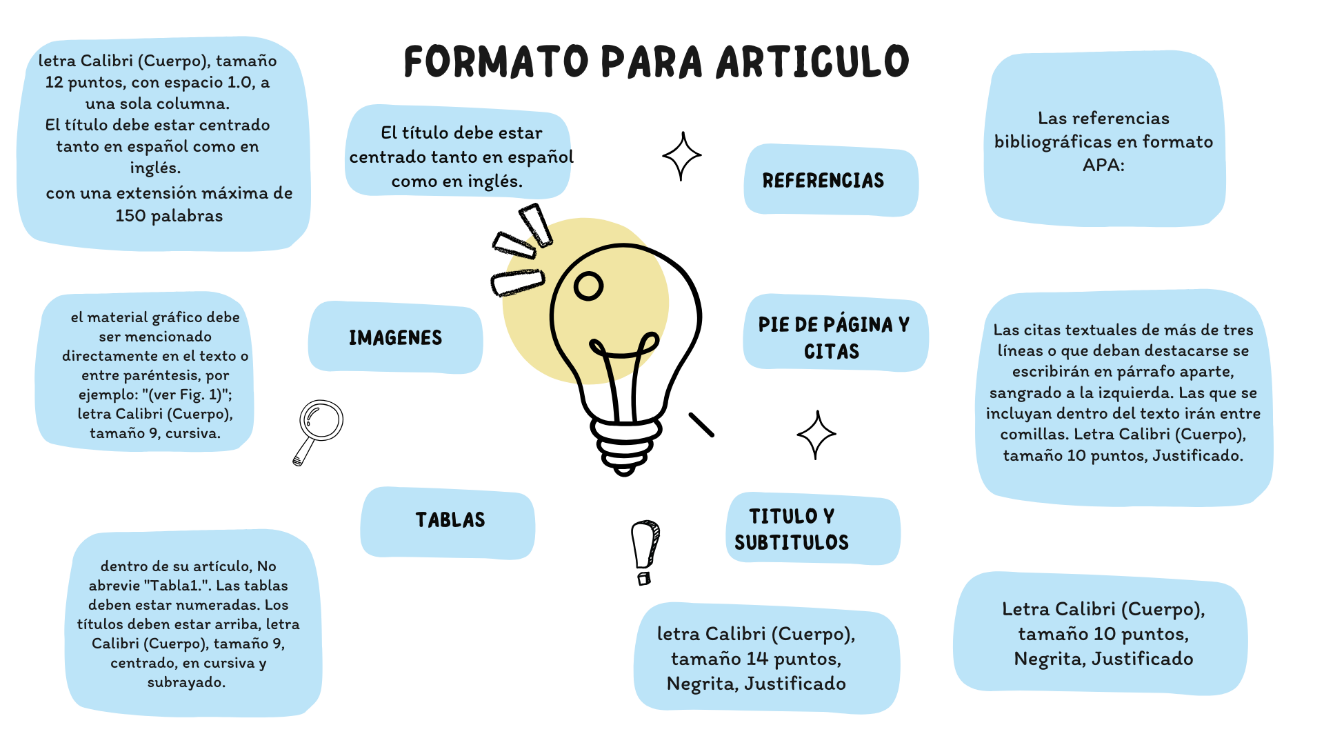 FORMATO PARA ARTICULO
letra Calibri (Cuerpo), tamaño
12 puntos, con espacio 1.0, a
una sola columna.
El título debe estar centrado
tanto en español como en
inglés.
con una extensión máxima de
150 palabras
El título debe estar
centrado tanto en español
como en inglés.
REFERENCIAS
Las referencias
bibliográficas en formato
APA:
el material gráfico debe
ser mencionado
directamente en el texto o
entre paréntesis, por
ejemplo: "(ver Fig. 1)";
letra Calibri (Cuerpo),
tamaño 9, cursiva.
IMAGENES
PIE DE PÁGINA Y
CITAS
Las citas textuales de más de tres
líneas o que deban destacarse se
escribirán en párrafo aparte,
sangrado a la izquierda. Las que se
incluyan dentro del texto irán entre
comillas. Letra Calibri (Cuerpo),
tamaño 10 puntos, Justificado.
TABLAS
dentro de su artículo, No
abrevie "Tabla1.". Las tablas
deben estar numeradas. Los
títulos deben estar arriba, letra
Calibri (Cuerpo), tamaño 9,
centrado, en cursiva y
subrayado.
TITULO Y
SUBTITULOS
letra Calibri (Cuerpo),
tamaño 14 puntos,
Negrita, Justificado
Letra Calibri (Cuerpo),
tamaño 10 puntos,
Negrita, Justificado